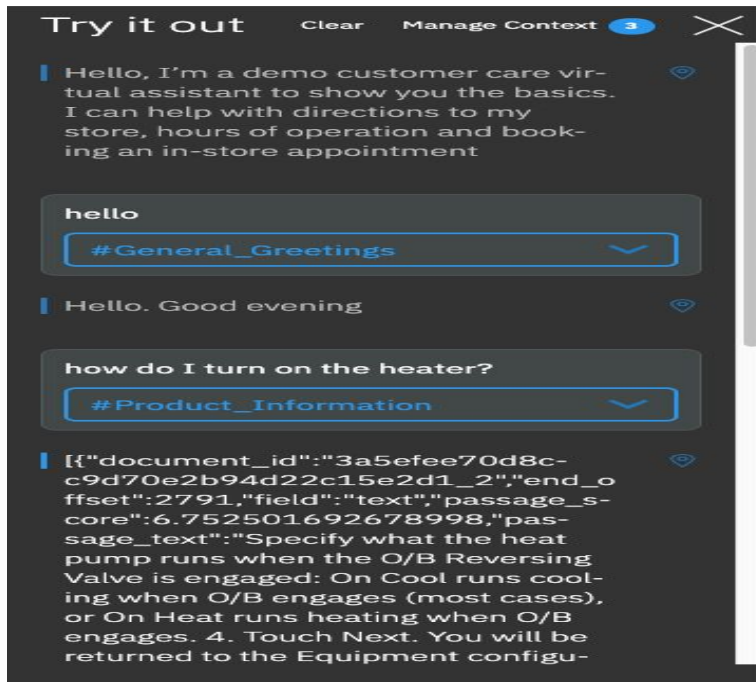 Try it out Clear Manage Context 3
Hello, I'm a demo customer care vir-
tual assistant to show you the basics.
I can help with directions to my
store, hours of operation and book-
ing an in-store appointment
hello
#General_Greetings
Hello. Good evening
how do I turn on the heater?
#Product_Information
[{"document_id":"3a5efee70d8c-
c9d70e2b94d22c15e2d1_2","end_o
ffset":2791,"field":"text","passage_s-
core":6.752501692678998,"pas-
sage_text":"Specify what the heat
pump runs when the O/B Reversing
Valve is engaged: On Cool runs cool-
ing when O/B engages (most cases),
or On Heat runs heating when O/B
engages. 4. Touch Next. You will be
returned to the Equipment configu-